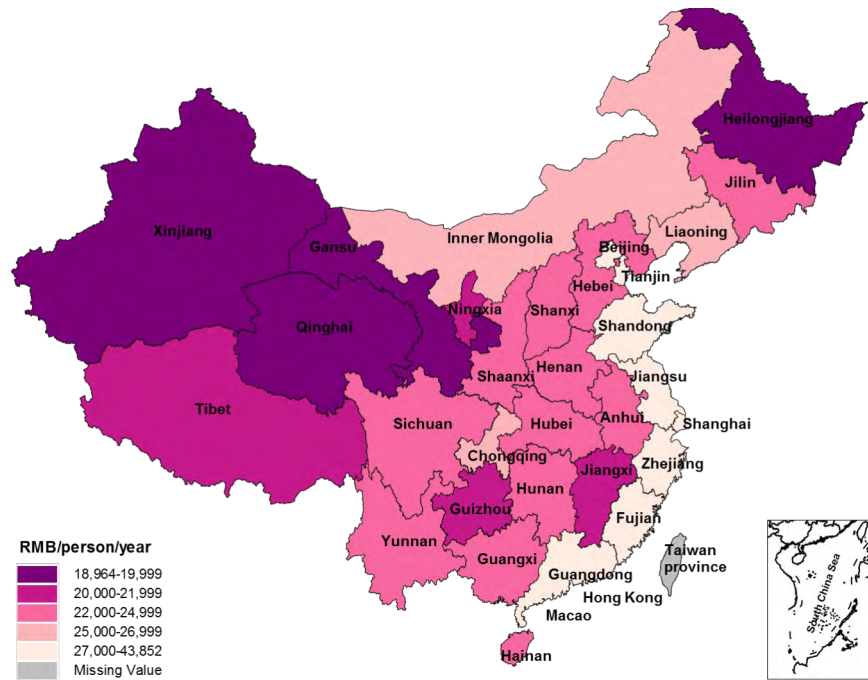 Heilongjiang
Jilin
Xinjiang
Gansu
Inner Mongolia
Liaoning
Beijing
Tianjin
Hebei
Ningxia
Shanxi
Qinghai
Shandong
Henan
Shaanxi
Jiangsu
Tibet
Sichuan
Hubei
Anhui
Shanghai
Chongqing
Jiangxi
Zhejiang
Hunan
Guizhou
Fujian
Yunnan
Guangxi
Taiwan
province
Guangdong
Hong Kong
Macao
Hainan
South China Sea
RMB/person/year
18,964-19,999
20,000-21,999
22,000-24,999
25,000-26,999
27,000-43,852
Missing Value